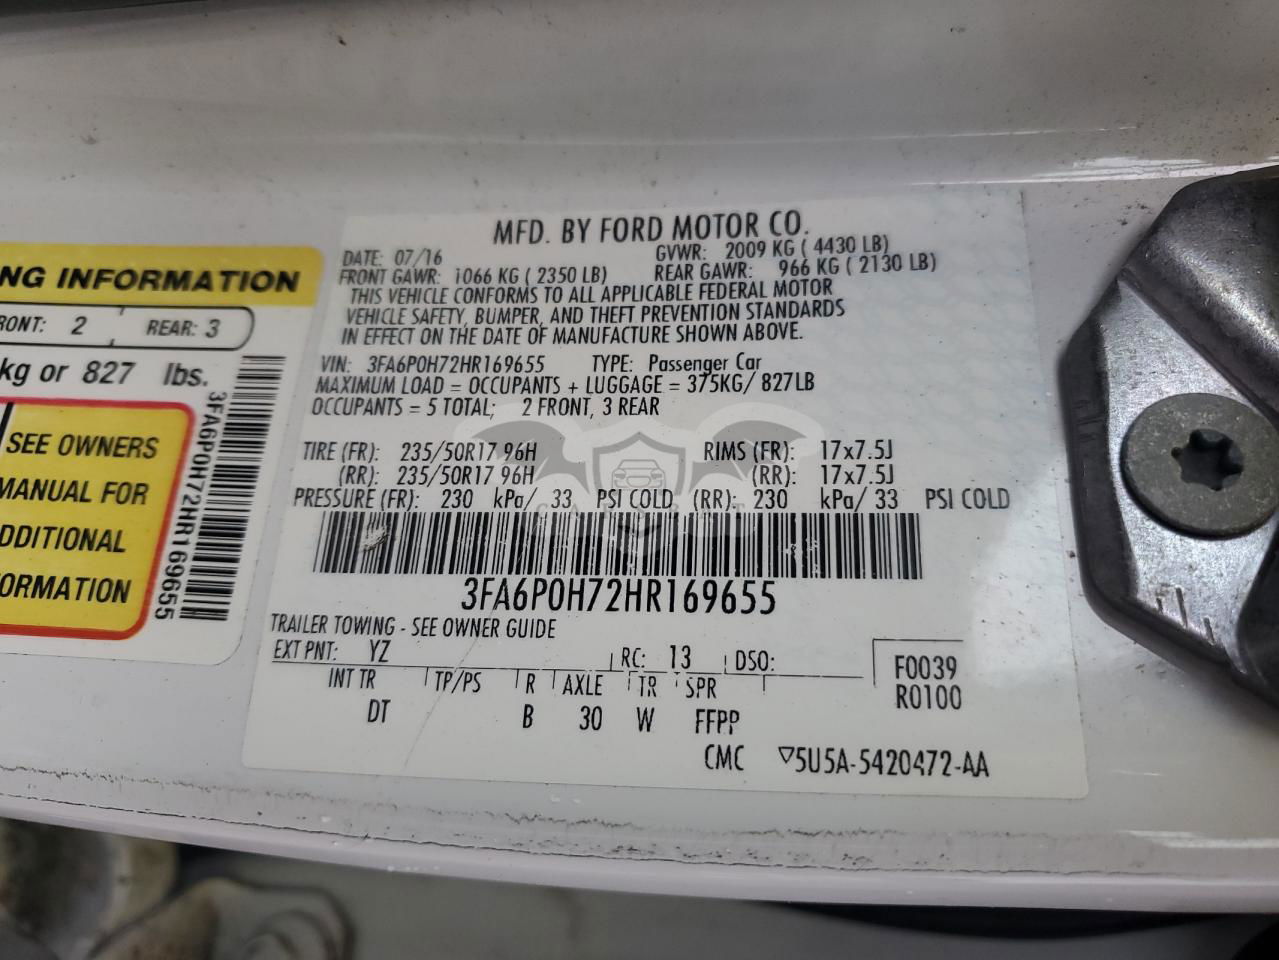 MFD. BY FORD MOTOR CO.
DATE: 07/16 GVWR: 2009 KG ( 4430 LB)
FRONT GAWR: 1066 KG ( 2350 LB) REAR GAWR: 966 KG ( 2130 LB)
THIS VEHICLE CONFORMS TO ALL APPLICABLE FEDERAL MOTOR
VEHICLE SAFETY, BUMPER, AND THEFT PREVENTION STANDARDS
IN EFFECT ON THE DATE OF MANUFACTURE SHOWN ABOVE.
VIN: 3FA6P0H72HR169655 TYPE: Passenger Car
MAXIMUM LOAD = OCCUPANTS + LUGGAGE = 375KG/ 827LB
OCCUPANTS = 5 TOTAL; 2 FRONT, 3 REAR
TIRE (FR): 235/50R17 96H RIMS (FR): 17x7.5J
(RR): 235/50R17 96H (RR): 17x7.5J
PRESSURE (FR): 230 kPa/ 33 PSI COLD (RR): 230 kPa/ 33 PSI COLD
3FA6P0H72HR169655
TRAILER TOWING - SEE OWNER GUIDE
EXT PNT: YZ RC: 13 DSO:
F0039
R0100
INT TR TP/PS R AXLE TR SPR
DT B 30 W FFPP
CMC 5U5A-5420472-AA
NG INFORMATION
RONT: 2 REAR: 3
kg or 827 lbs.
SEE OWNERS
MANUAL FOR
DDITIONAL
ORMATION
3FA6P0H72HR169655